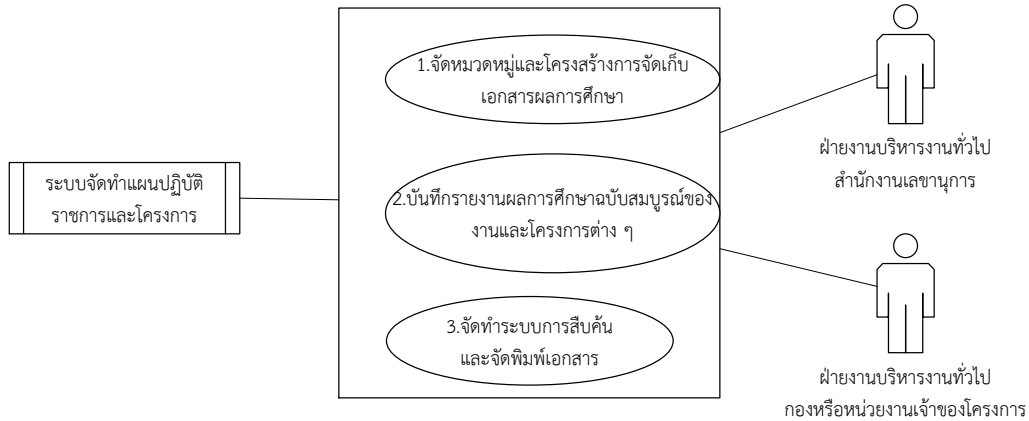 1.จัดหมวดหมู่และโครงสร้างการจัดเก็บ
เอกสารผลการศึกษา
ระบบจัดทำแผนปฏิบัติ
ราชการและโครงการ
2.บันทึกรายงานผลการศึกษาฉบับสมบูรณ์ของ
งานและโครงการต่าง ๆ
3.จัดทำระบบการสืบค้น
และจัดพิมพ์เอกสาร
ฝ่ายงานบริหารงานทั่วไป
สำนักงานเลขานุการ
ฝ่ายงานบริหารงานทั่วไป
กองหรือหน่วยงานเจ้าของโครงการ